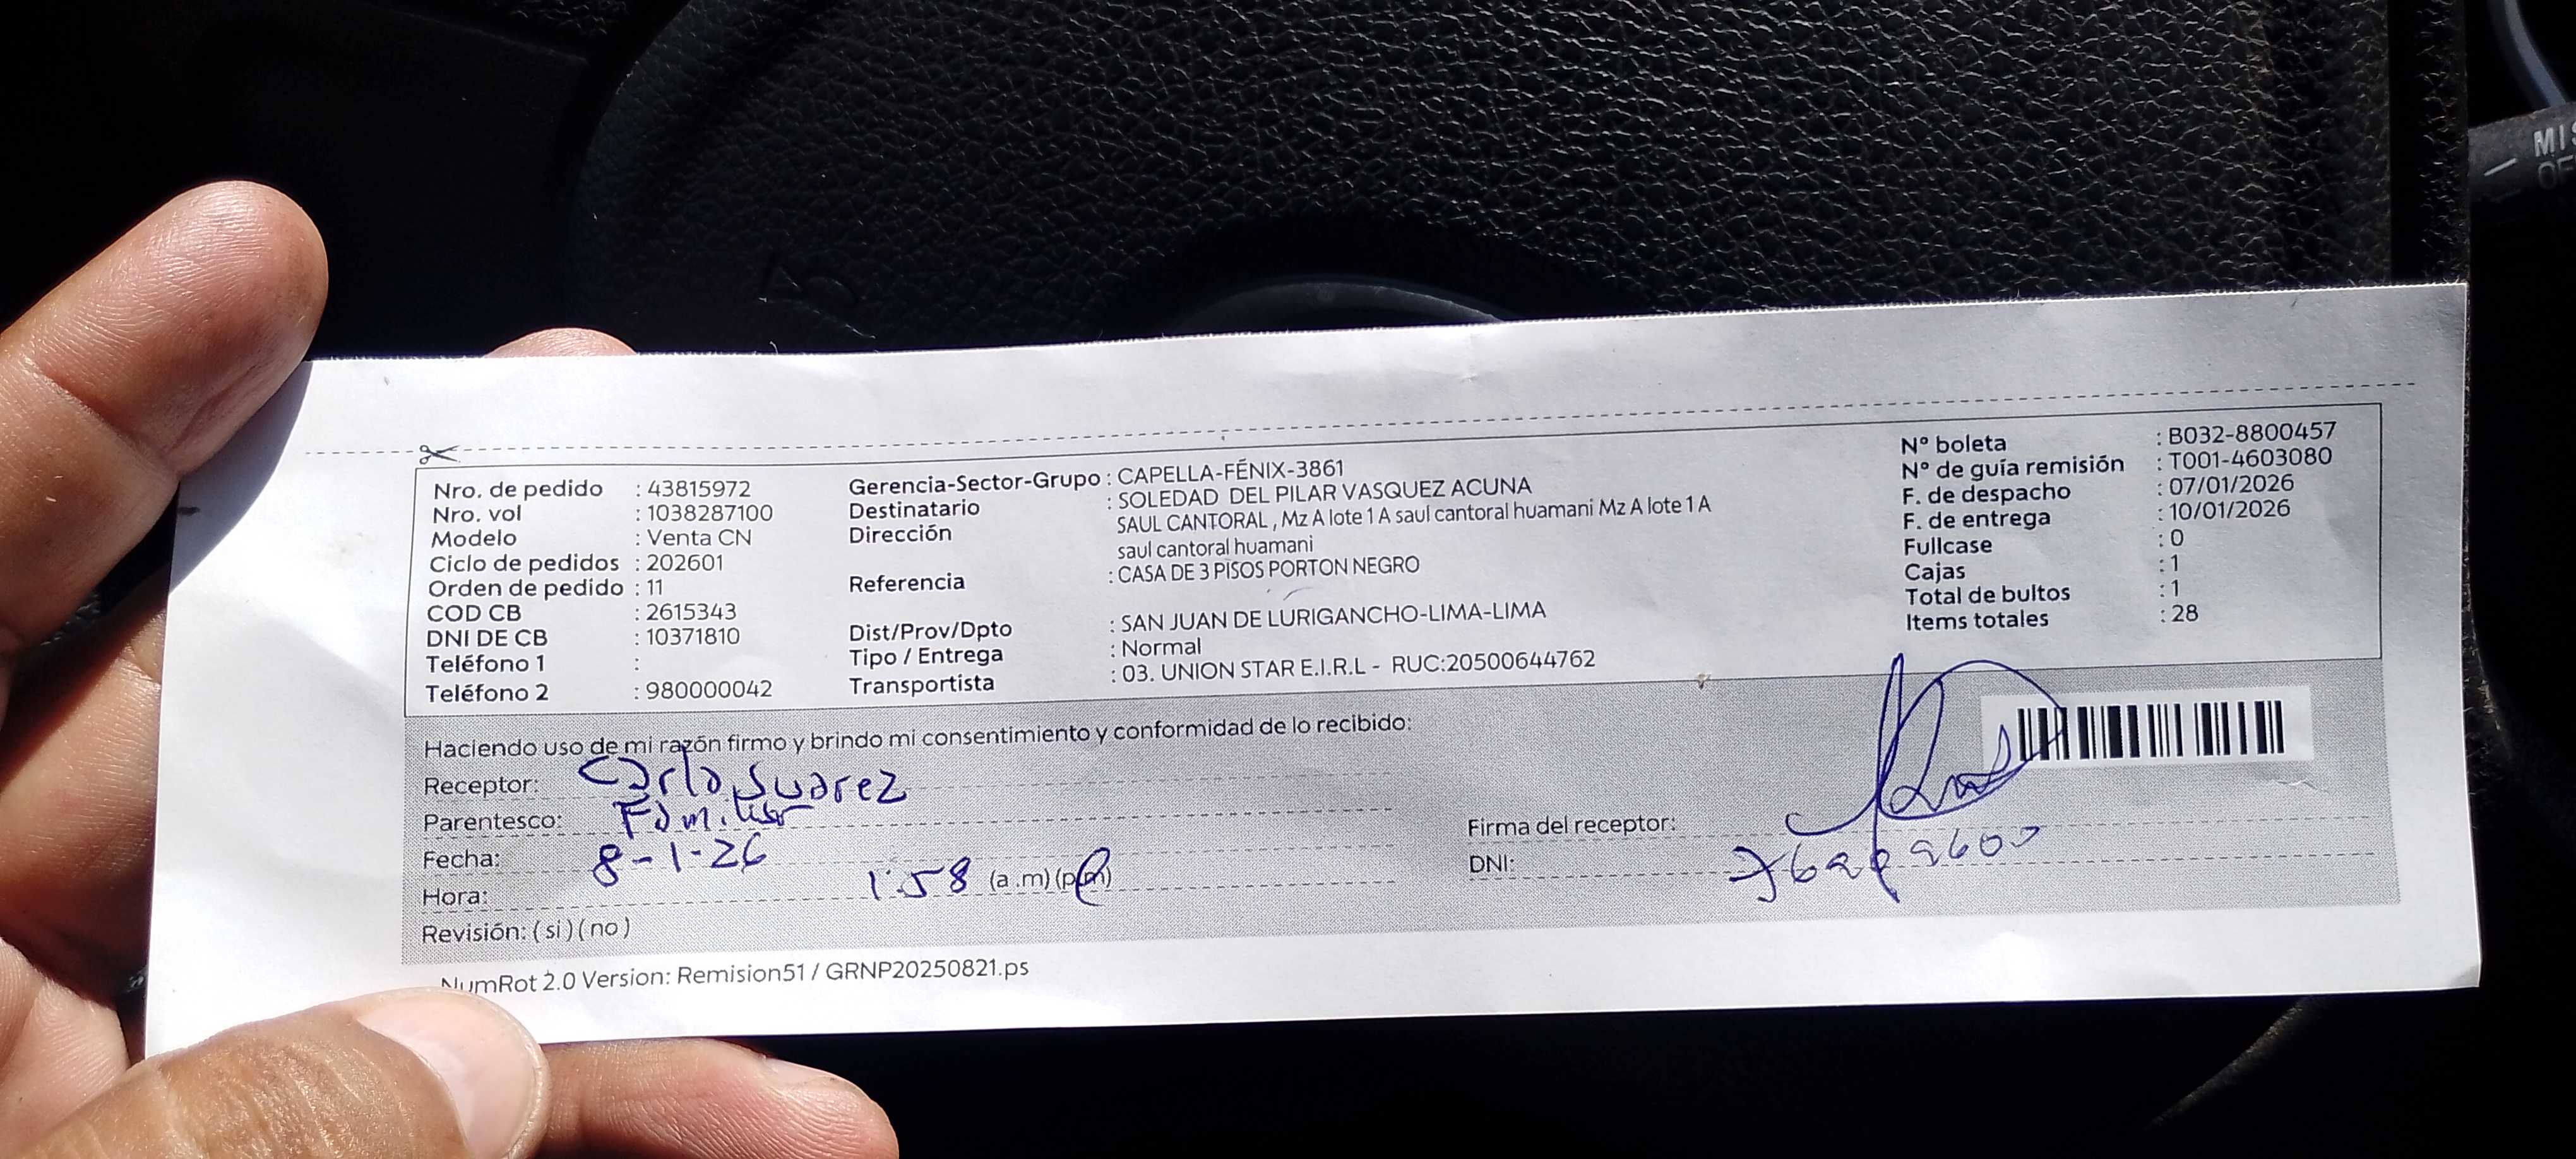 Nro. de pedido : 43815972
Nro. vol : 1038287100
Modelo : Venta CN
Ciclo de pedidos : 202601
Orden de pedido : 11
COD CB : 2615343
DNI DE CB : 10371810
Teléfono 1 :
Teléfono 2 : 980000042
Gerencia-Sector-Grupo : CAPELLA-FÉNIX-3861
Destinatario : SOLEDAD DEL PILAR VASQUEZ ACUNA
Dirección SAUL CANTORAL , Mz A lote 1 A saul cantoral huamani Mz A lote 1 A
saul cantoral huamani
Referencia : CASA DE 3 PISOS PORTON NEGRO
Dist/Prov/Dpto : SAN JUAN DE LURIGANCHO-LIMA-LIMA
Tipo / Entrega : Normal
Transportista : 03. UNION STAR E.I.R.L - RUC:20500644762
Nº boleta : B032-8800457
Nº de guía remisión : T001-4603080
F. de despacho : 07/01/2026
F. de entrega : 10/01/2026
Fullcase : 0
Cajas : 1
Total de bultos : 1
Items totales : 28
Haciendo uso de mi razón firmo y brindo mi consentimiento y conformidad de lo recibido:
Receptor: Carlo Suarez
Parentesco: Familiar
Fecha: 8-1-26
Hora: 1:58 (a .m) (p.m)
Revisión: ( si ) ( no )
Firma del receptor:
DNI:
NumRot 2.0 Version: Remision51 / GRNP20250821.ps
MIS